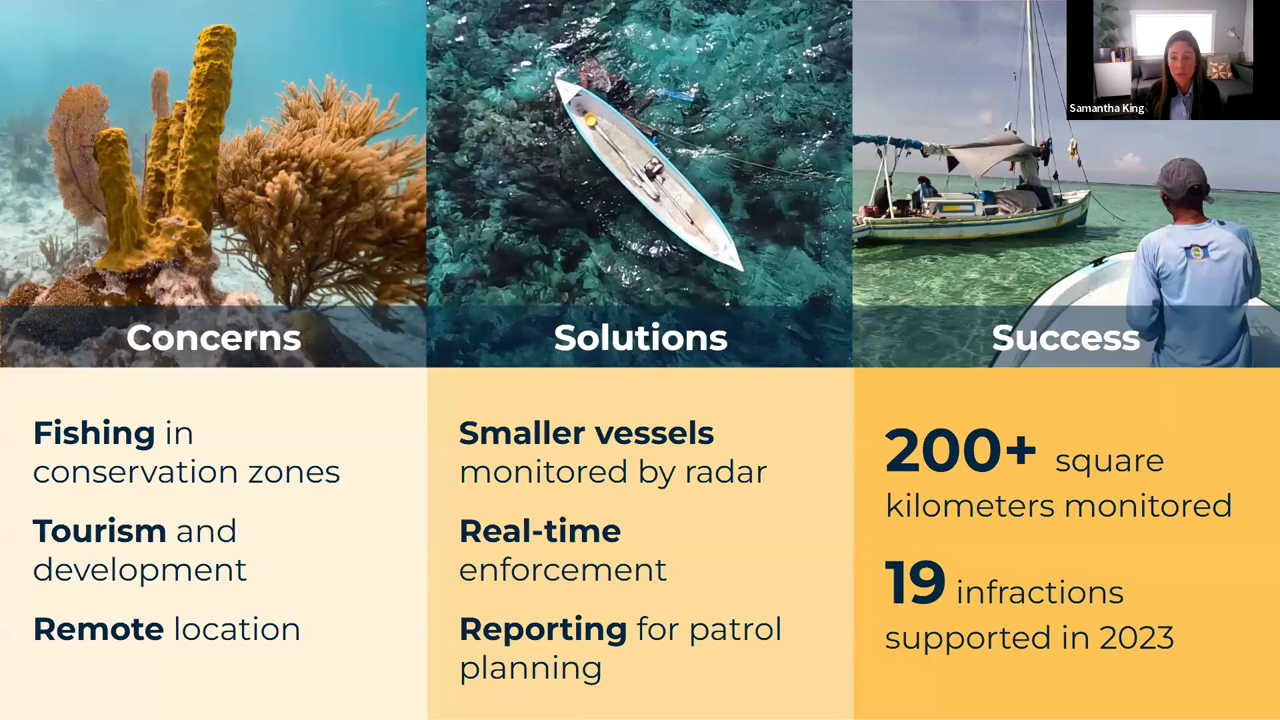 Samantha King
Concerns
Fishing in
conservation zones
Tourism and
development
Remote location
Solutions
Smaller vessels
monitored by radar
Real-time
enforcement
Reporting for patrol
planning
Success
200+ square
kilometers monitored
19 infractions
supported in 2023